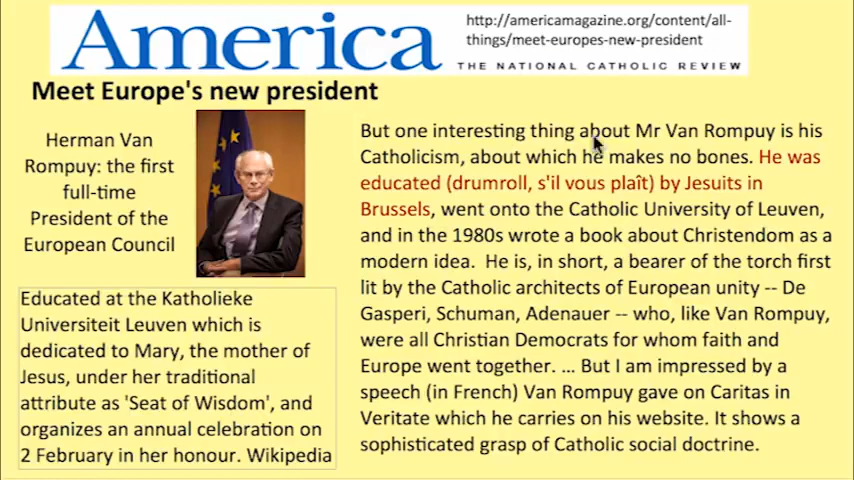 America
http://americamagazine.org/content/all-
things/meet-europes-new-president
THE NATIONAL CATHOLIC REVIEW
Meet Europe's new president
Herman Van
Rompuy: the first
full-time
President of the
European Council
Educated at the Katholieke
Universiteit Leuven which is
dedicated to Mary, the mother of
Jesus, under her traditional
attribute as 'Seat of Wisdom', and
organizes an annual celebration on
2 February in her honour. Wikipedia
But one interesting thing about Mr Van Rompuy is his
Catholicism, about which he makes no bones. He was
educated (drumroll, s'il vous plaît) by Jesuits in
Brussels, went onto the Catholic University of Leuven,
and in the 1980s wrote a book about Christendom as a
modern idea. He is, in short, a bearer of the torch first
lit by the Catholic architects of European unity -- De
Gasperi, Schuman, Adenauer -- who, like Van Rompuy,
were all Christian Democrats for whom faith and
Europe went together. ... But I am impressed by a
speech (in French) Van Rompuy gave on Caritas in
Veritate which he carries on his website. It shows a
sophisticated grasp of Catholic social doctrine.